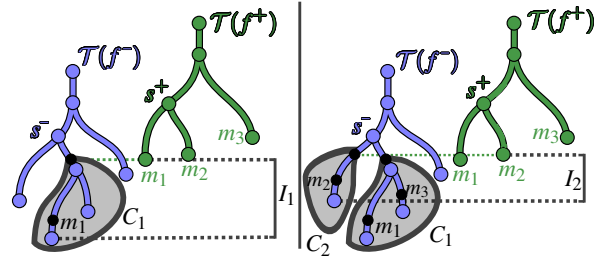 T(f⁺)
T(f⁻)
s⁺
s⁻
m₃
m₁
m₂
I₁
m₁
C₁
T(f⁺)
T(f⁻)
s⁺
s⁻
m₃
m₁
m₂
m₂
m₃
I₂
m₁
C₂
C₁